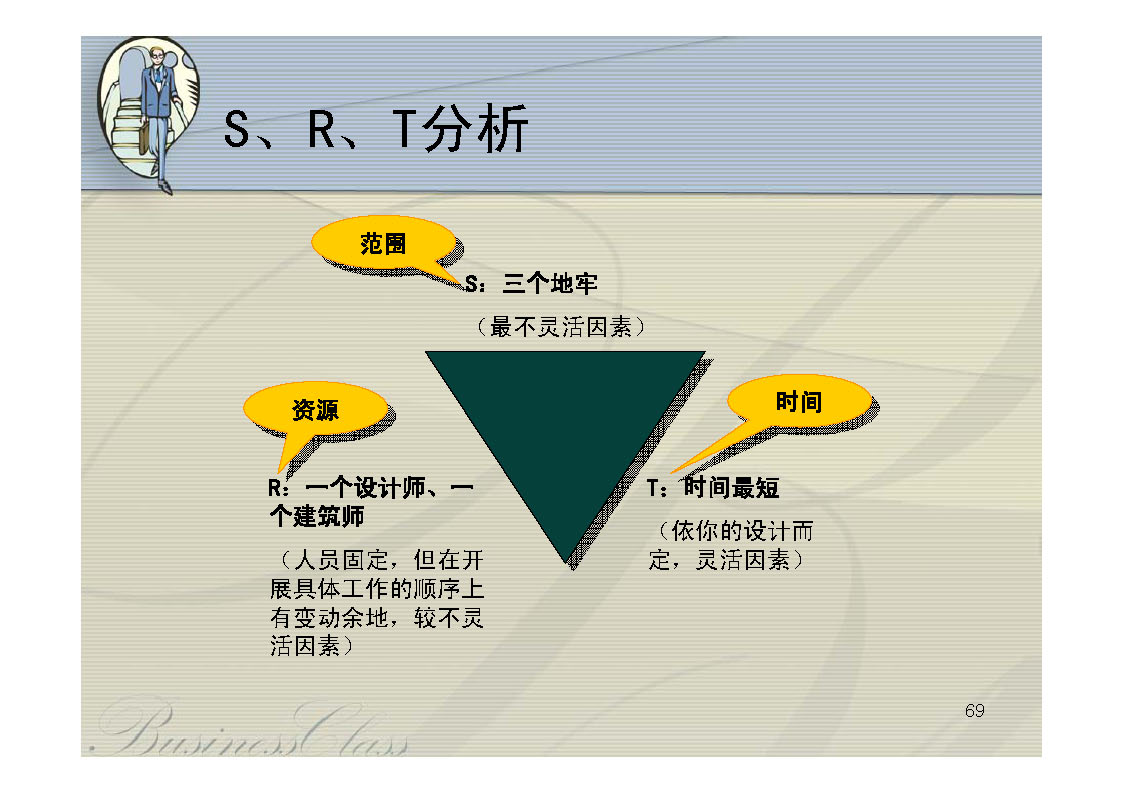 S、R、T分析
范围
S：三个地牢
（最不灵活因素）
资源
时间
R：一个设计师、一
个建筑师
（人员固定，但在开
展具体工作的顺序上
有变动余地，较不灵
活因素）
T：时间最短
（依你的设计而
定，灵活因素）
BusinessClass
69